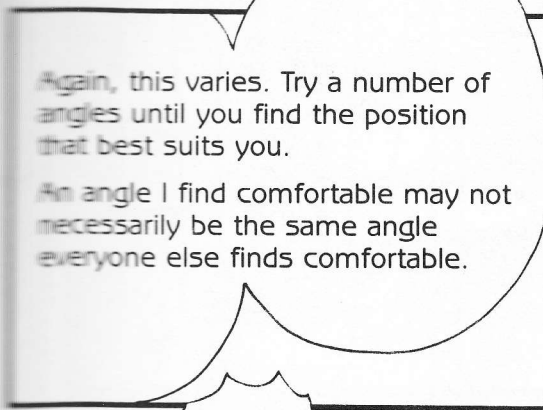 Again, this varies. Try a number of
angles until you find the position
that best suits you.
An angle I find comfortable may not
necessarily be the same angle
everyone else finds comfortable.